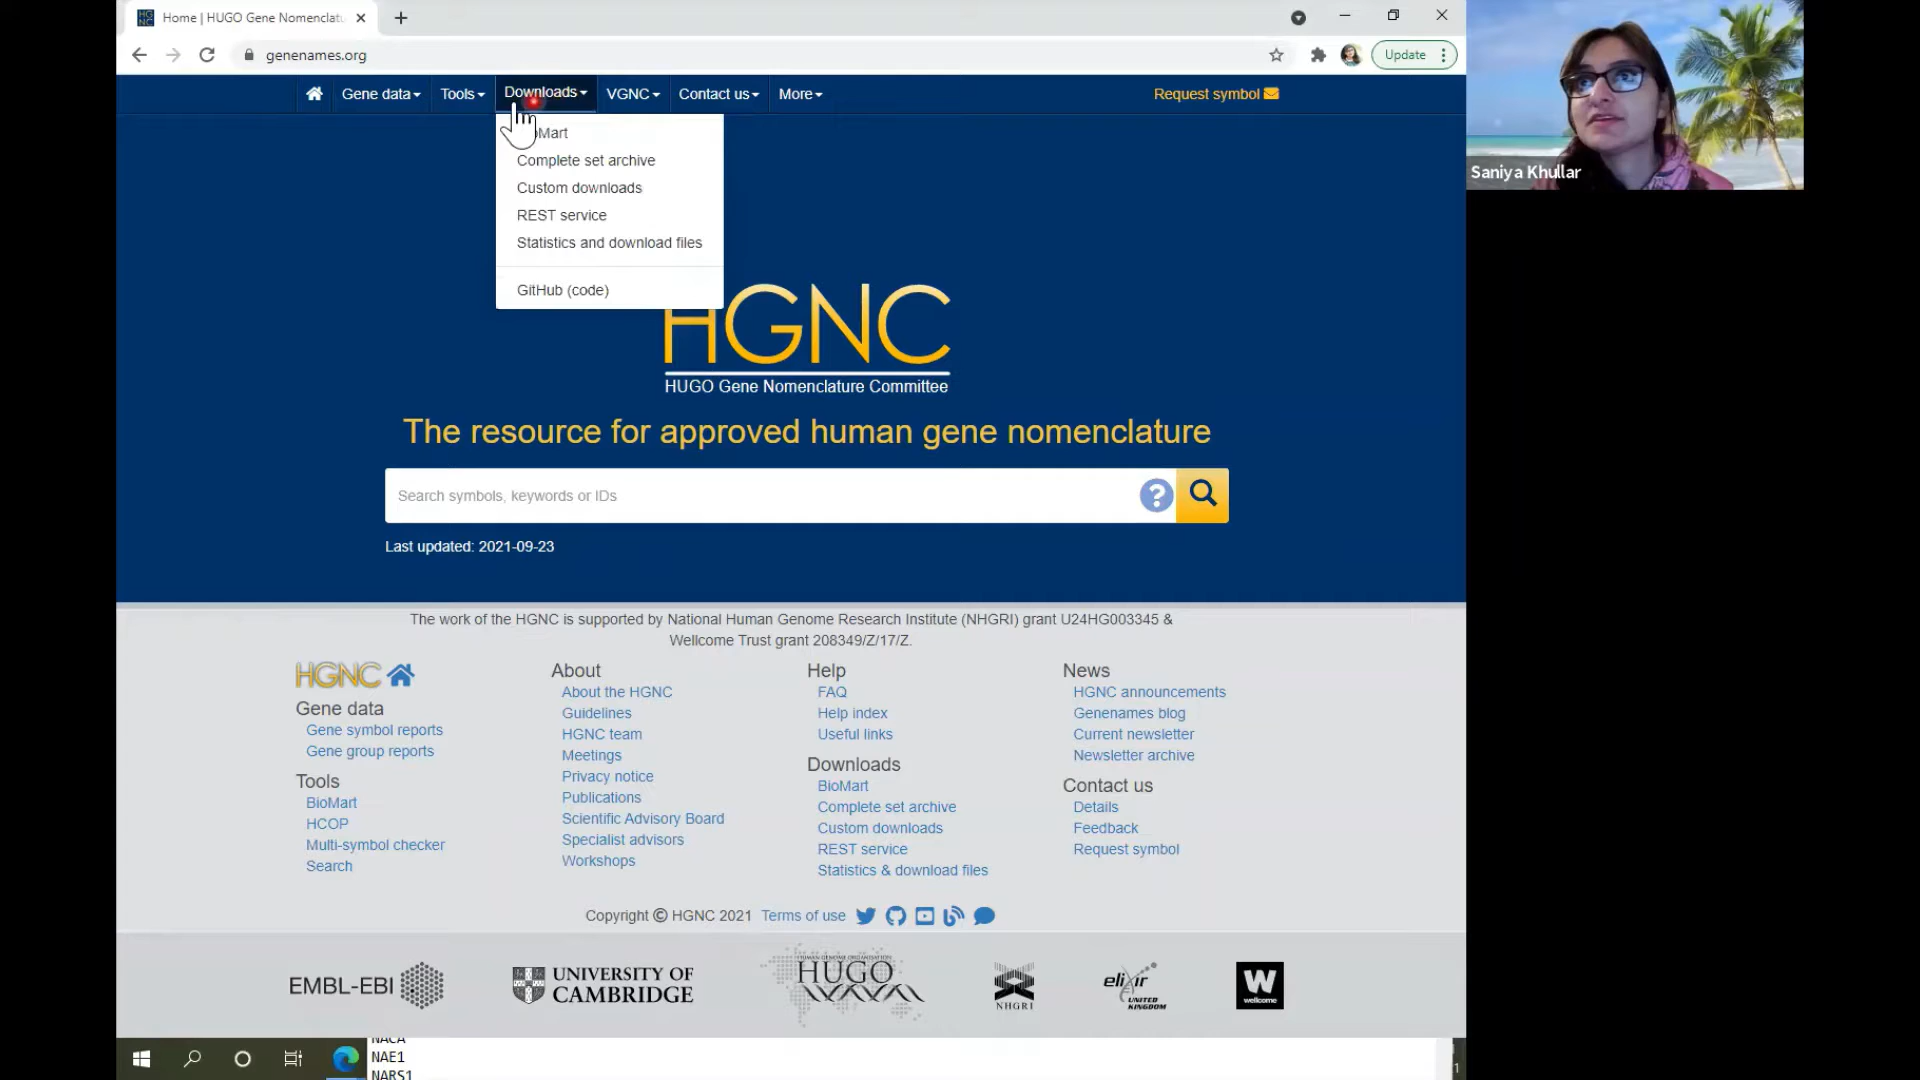 Home | HUGO Gene Nomenclatu
genenames.org
Update
Gene data
Tools
Downloads
VGNC
Contact us
More
Request symbol
Mart
Complete set archive
Custom downloads
REST service
Statistics and download files
GitHub (code)
Saniya Khullar
HGNC
HUGO Gene Nomenclature Committee
The resource for approved human gene nomenclature
Search symbols, keywords or IDs
?
Last updated: 2021-09-23
The work of the HGNC is supported by National Human Genome Research Institute (NHGRI) grant U24HG003345 &
Wellcome Trust grant 208349/Z/17/Z.
HGNC
Gene data
Gene symbol reports
Gene group reports
Tools
BioMart
HCOP
Multi-symbol checker
Search
About
About the HGNC
Guidelines
HGNC team
Meetings
Privacy notice
Publications
Scientific Advisory Board
Specialist advisors
Workshops
Help
FAQ
Help index
Useful links
Downloads
BioMart
Complete set archive
Custom downloads
REST service
Statistics & download files
News
HGNC announcements
Genenames blog
Current newsletter
Newsletter archive
Contact us
Details
Feedback
Request symbol
Copyright © HGNC 2021 Terms of use
EMBL-EBI
UNIVERSITY OF
CAMBRIDGE
HUMAN GENOME ORGANISATION
HUGO
NHGRI
elixir
UNITED
KINGDOM
W
wellcome
NACA
NAE1
NARS1